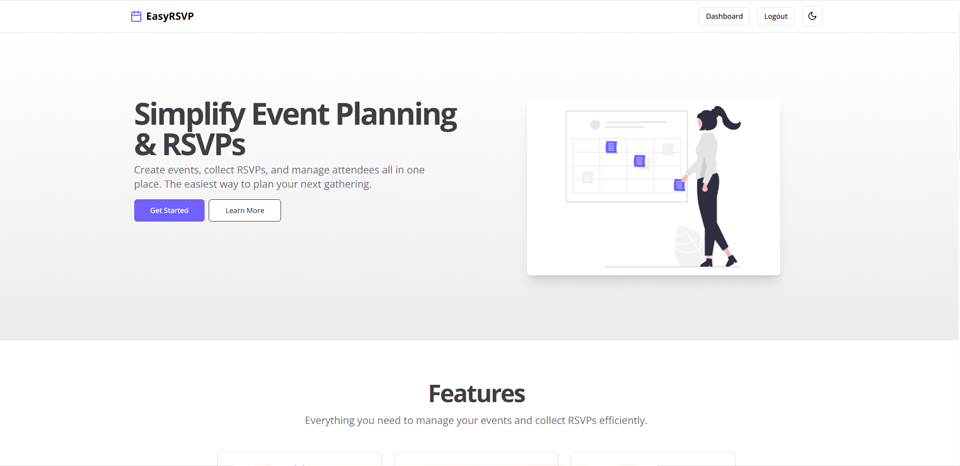 EasyRSVP
Dashboard
Logout
Simplify Event Planning
& RSVPs
Create events, collect RSVPs, and manage attendees all in one
place. The easiest way to plan your next gathering.
Get Started
Learn More
Features
Everything you need to manage your events and collect RSVPs efficiently.